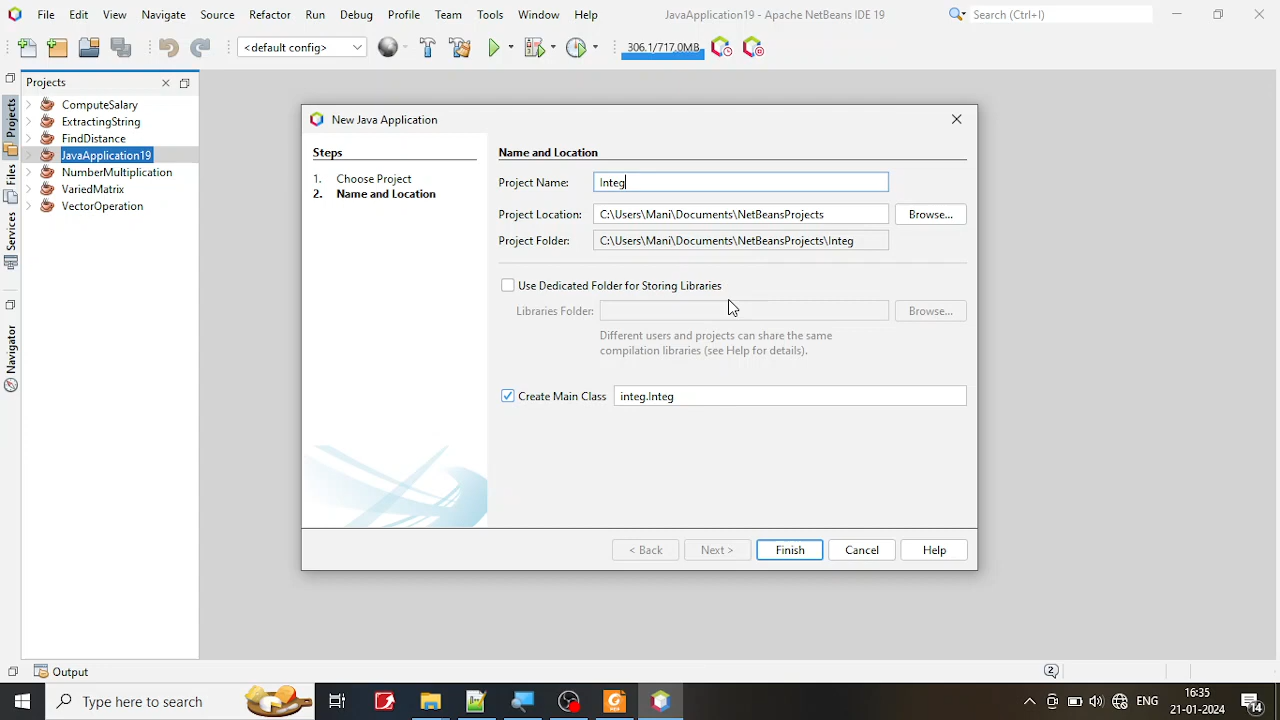 File Edit View Navigate Source Refactor Run Debug Profile Team Tools Window Help JavaApplication19 - Apache NetBeans IDE 19 Search (Ctrl+I)
<default config> 306.1/717.0MB
Projects
Projects
Files
Services
Navigator
ComputeSalary
ExtractingString
FindDistance
JavaApplication19
NumberMultiplication
VariedMatrix
VectorOperation
New Java Application
Steps
1. Choose Project
2. Name and Location
Name and Location
Project Name: Integ
Project Location: C:\Users\Mani\Documents\NetBeansProjects Browse...
Project Folder: C:\Users\Mani\Documents\NetBeansProjects\Integ
Use Dedicated Folder for Storing Libraries
Libraries Folder: Browse...
Different users and projects can share the same
compilation libraries (see Help for details).
Create Main Class integ.Integ
< Back Next > Finish Cancel Help
Output 2
Type here to search ENG 16:35
21-01-2024 14